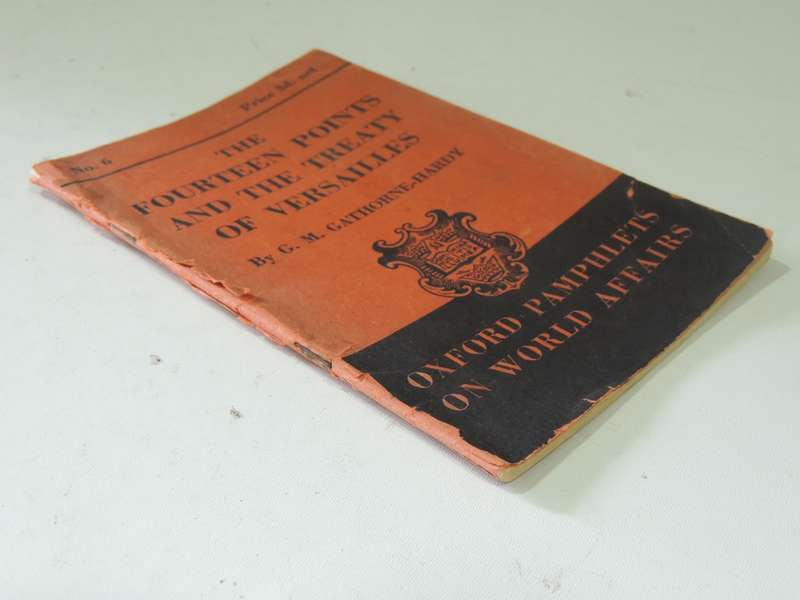 No. 6
Price 3d. net
THE
FOURTEEN POINTS
AND THE TREATY
OF VERSAILLES
By G. M. GATHORNE-HARDY
OXFORD PAMPHLETS
ON WORLD AFFAIRS